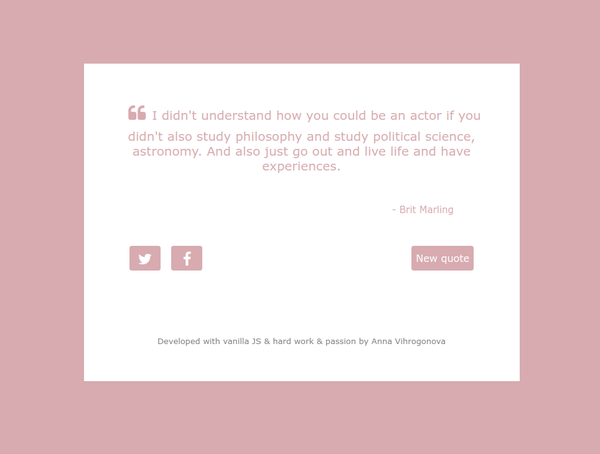 ❝ I didn't understand how you could be an actor if you
didn't also study philosophy and study political science,
astronomy. And also just go out and live life and have
experiences.
- Brit Marling
New quote
Developed with vanilla JS & hard work & passion by Anna Vihrogonova